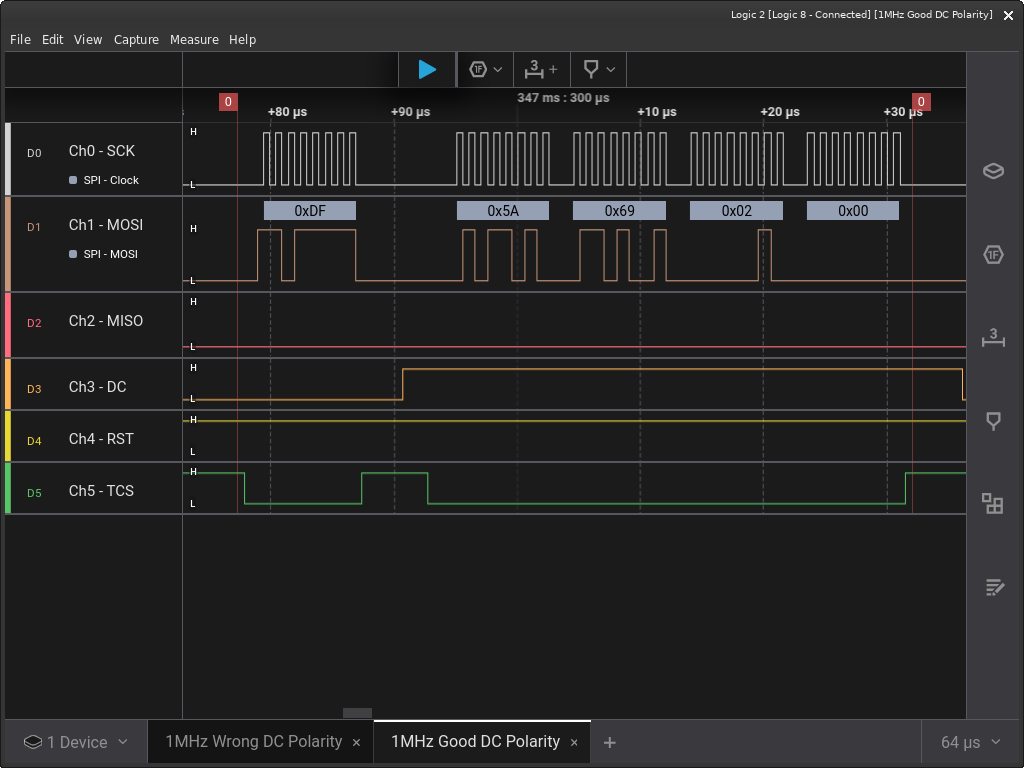 Logic 2 [Logic 8 - Connected] [1MHz Good DC Polarity]
File Edit View Capture Measure Help
1F 3 +
347 ms : 300 µs
0 0
+80 µs +90 µs +10 µs +20 µs +30 µs
D0 Ch0 - SCK H
SPI - Clock L
0xDF 0x5A 0x69 0x02 0x00
D1 Ch1 - MOSI H
SPI - MOSI
L
1F
H
D2 Ch2 - MISO
L
3
H
D3 Ch3 - DC
L
H
D4 Ch4 - RST
L
H
D5 Ch5 - TCS
L
1 Device 1MHz Wrong DC Polarity × 1MHz Good DC Polarity × + 64 µs